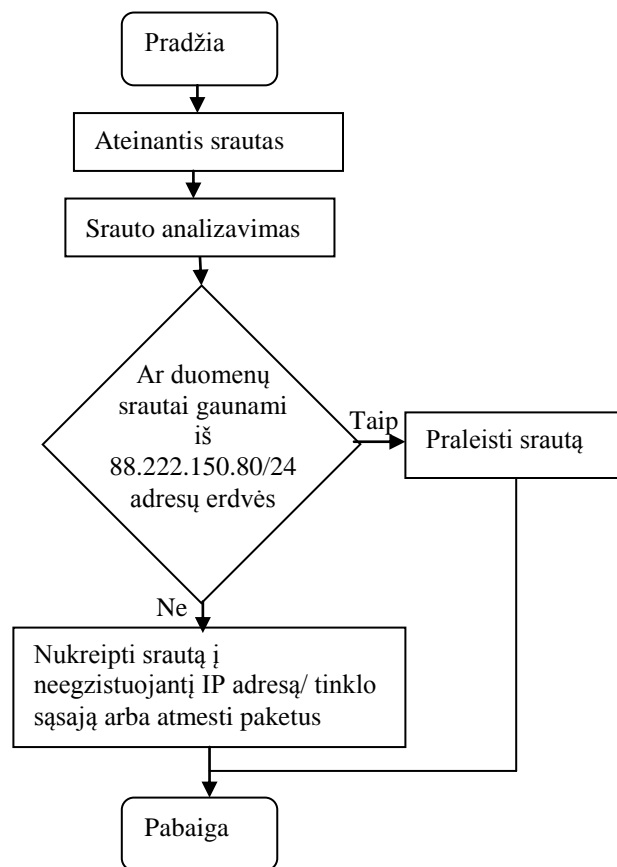 Pradžia
Ateinantis srautas
Srauto analizavimas
Ar duomenų
srautai gaunami
iš
88.222.150.80/24
adresų erdvės
Taip
Praleisti srautą
Ne
Nukreipti srautą į
neegzistuojantį IP adresą/ tinklo
sąsają arba atmesti paketus
Pabaiga